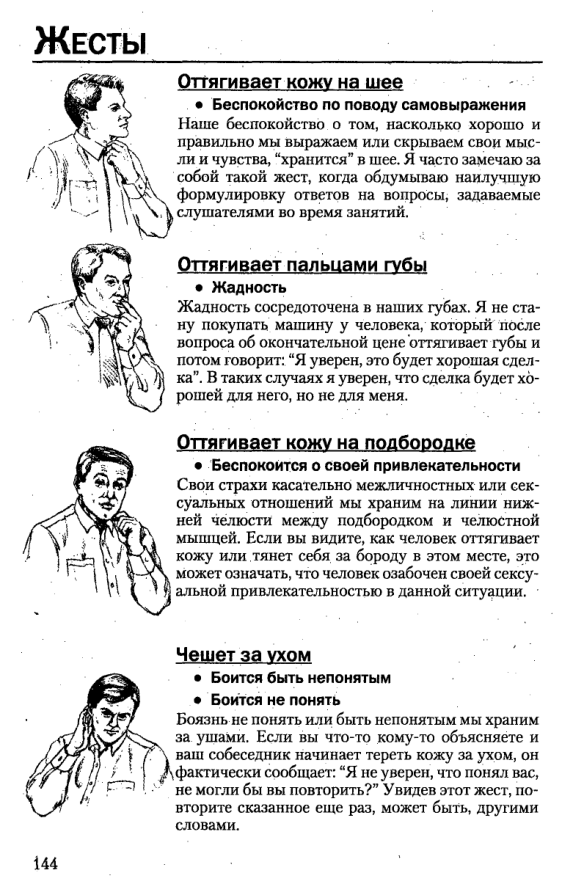 Жесты
Оттягивает кожу на шее
• Беспокойство по поводу самовыражения
Наше беспокойство о том, насколько хорошо и
правильно мы выражаем или скрываем свои мыс-
ли и чувства, “хранится” в шее. Я часто замечаю за
собой такой жест, когда обдумываю наилучшую
формулировку ответов на вопросы, задаваемые
слушателями во время занятий.
Оттягивает пальцами губы
• Жадность
Жадность сосредоточена в наших губах. Я не ста-
ну покупать машину у человека, который после
вопроса об окончательной цене оттягивает губы и
потом говорит: “Я уверен, это будет хорошая сдел-
ка”. В таких случаях я уверен, что сделка будет хо-
рошей для него, но не для меня.
Оттягивает кожу на подбородке
• Беспокоится о своей привлекательности
Свои страхи касательно межличностных или сек-
суальных отношений мы храним на линии ниж-
ней челюсти между подбородком и челюстной
мышцей. Если вы видите, как человек оттягивает
кожу или тянет себя за бороду в этом месте, это
может означать, что человек озабочен своей сексу-
альной привлекательностью в данной ситуации.
Чешет за ухом
• Боится быть непонятым
• Боится не понять
Боязнь не понять или быть непонятым мы храним
за ушами. Если вы что-то кому-то объясняете и
ваш собеседник начинает тереть кожу за ухом, он
фактически сообщает: “Я не уверен, что понял вас,
не могли бы вы повторить?” Увидев этот жест, по-
вторите сказанное еще раз, может быть, другими
словами.
144